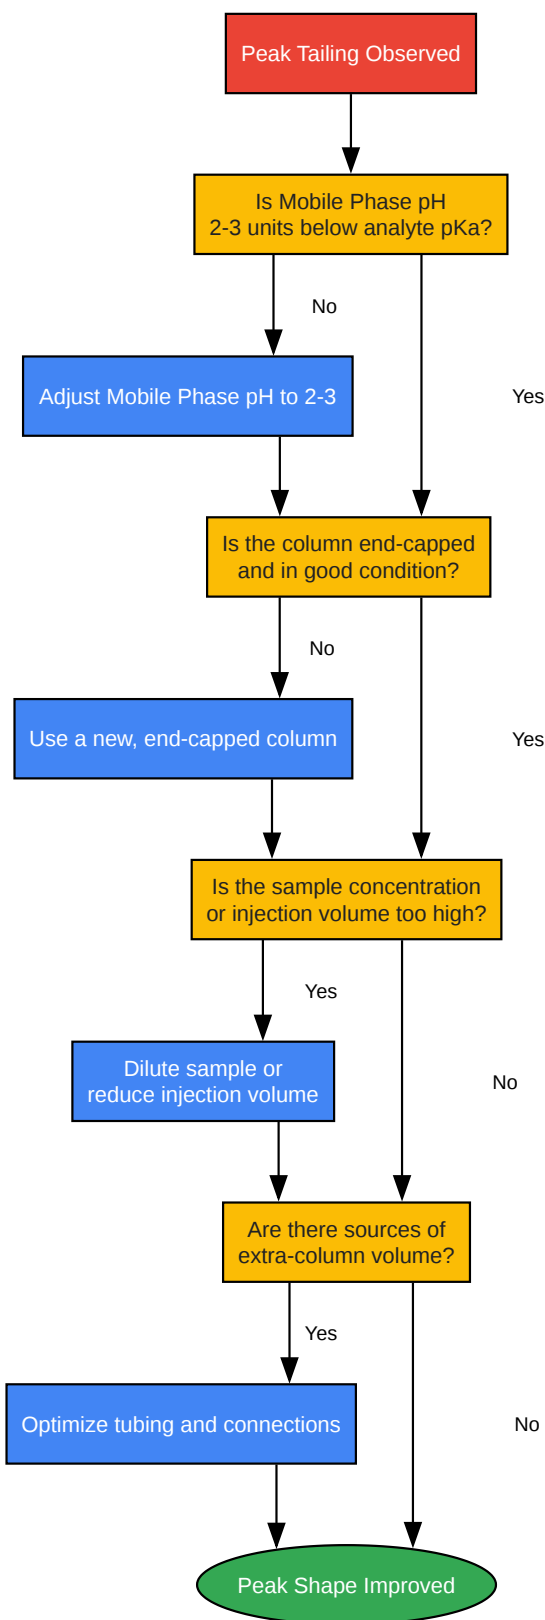 Peak Tailing Observed
Is Mobile Phase pH
2-3 units below analyte pKa?
No
Adjust Mobile Phase pH to 2-3
Yes
Is the column end-capped
and in good condition?
No
Use a new, end-capped column
Yes
Is the sample concentration
or injection volume too high?
Yes
Dilute sample or
reduce injection volume
No
Are there sources of
extra-column volume?
Yes
Optimize tubing and connections
No
Peak Shape Improved